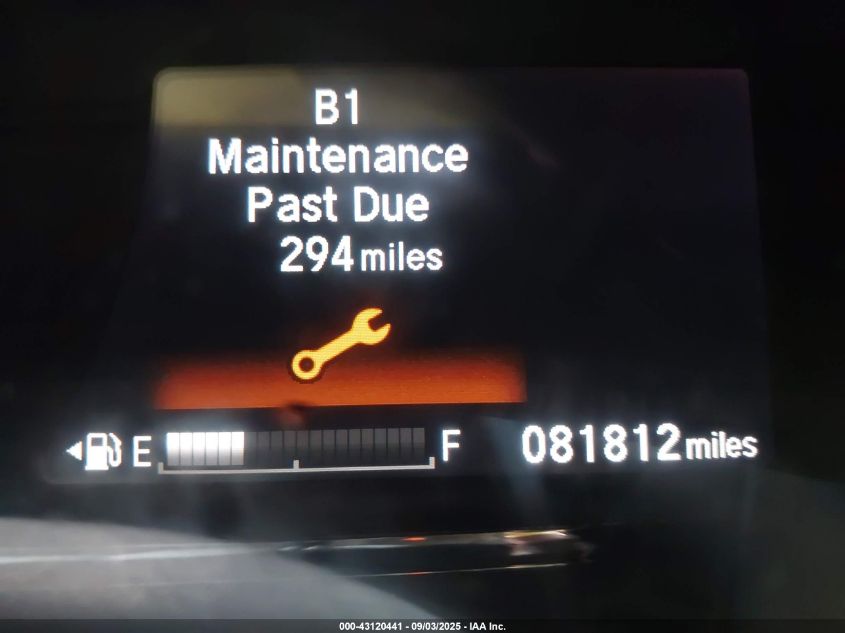 B1
Maintenance
Past Due
294 miles
E F 081812 miles
000-43120441 - 09/03/2025 - IAA Inc.